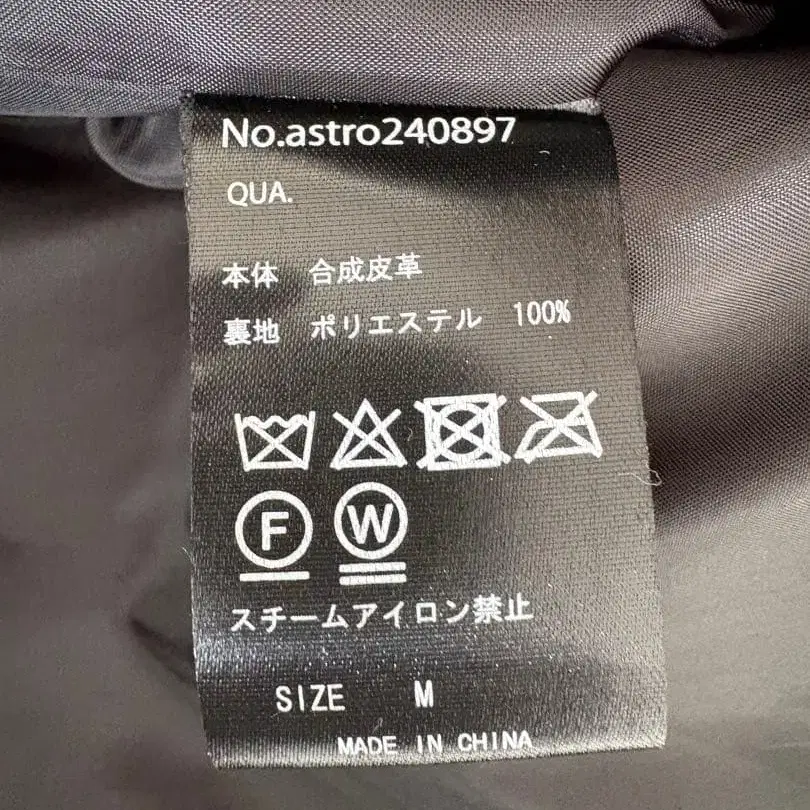 No.astro240897
QUA.
本体 合成皮革
裏地 ポリエステル 100%
F W
スチームアイロン禁止
SIZE M
MADE IN CHINA